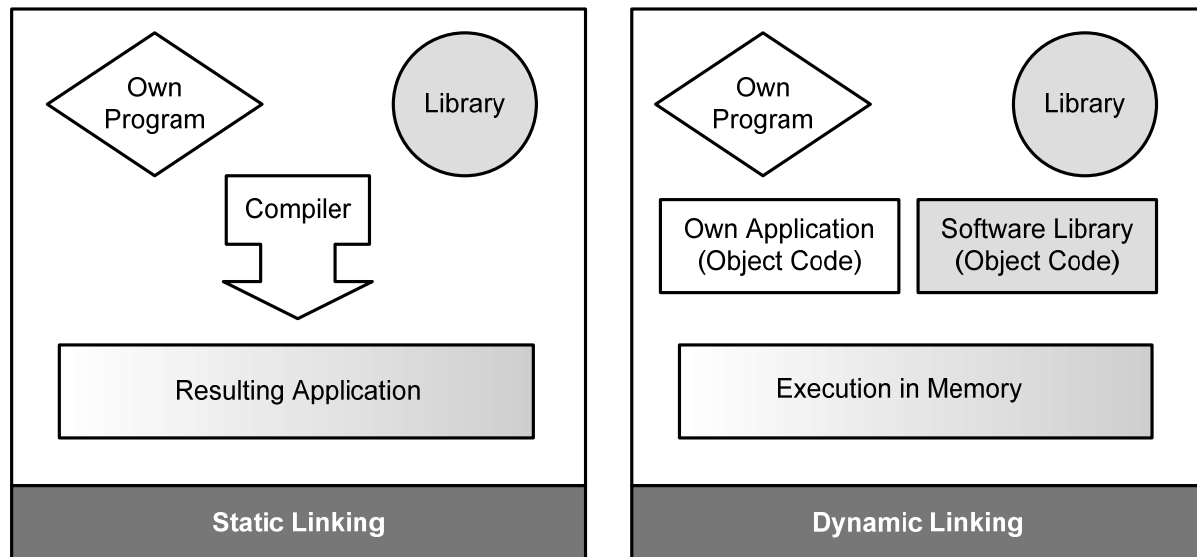 Own
Program
Library
Compiler
Resulting Application
Static Linking
Own
Program
Library
Own Application
(Object Code)
Software Library
(Object Code)
Execution in Memory
Dynamic Linking